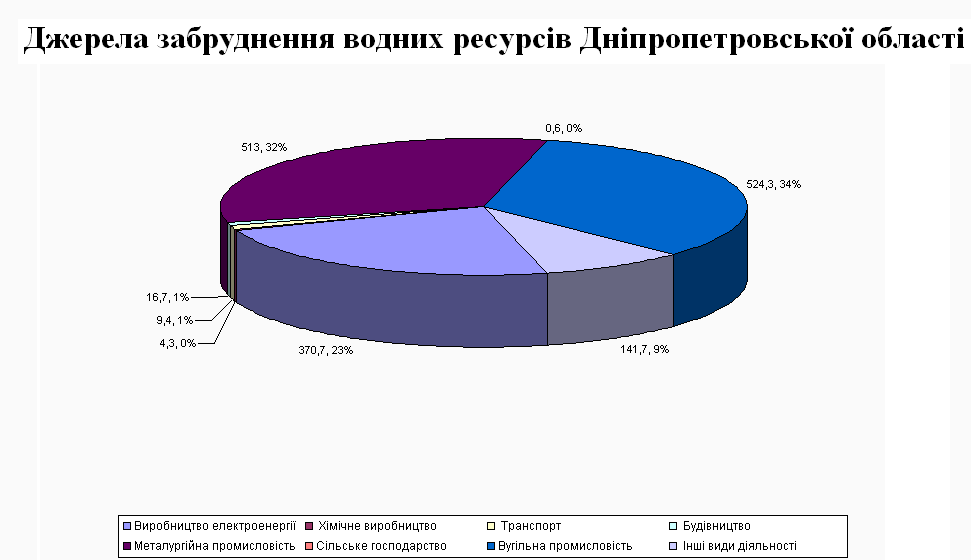 Джерела забруднення водних ресурсів Дніпропетровської області
0,6, 0%
513, 32%
524,3, 34%
16,7, 1%
9,4, 1%
4,3, 0%
370,7, 23%
141,7, 9%
Виробництво електроенергії Хімічне виробництво Транспорт Будівництво
Металургійна промисловість Сільське господарство Вугільна промисловість Інші види діяльності